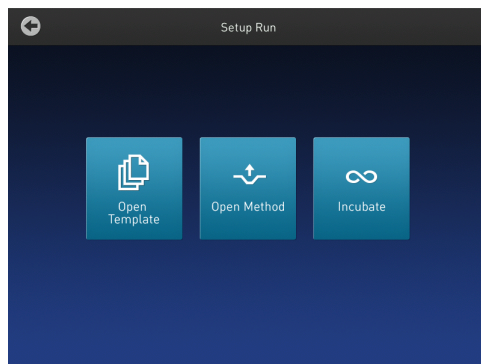 Setup Run
Open
Template
Open Method
Incubate